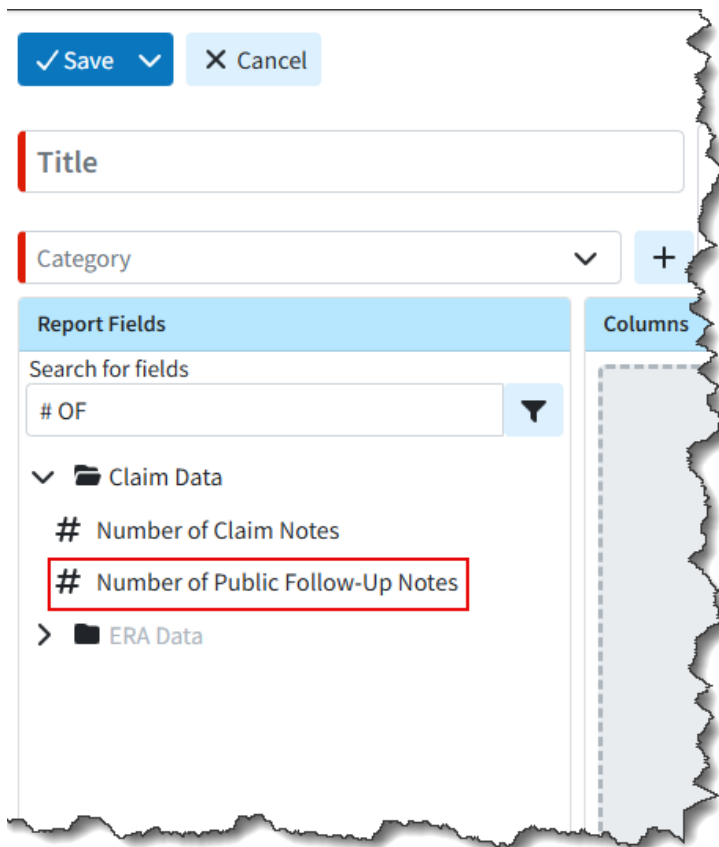 Save
Cancel
Title
Category
Report Fields
Columns
Search for fields
# OF
Claim Data
# Number of Claim Notes
# Number of Public Follow-Up Notes
ERA Data